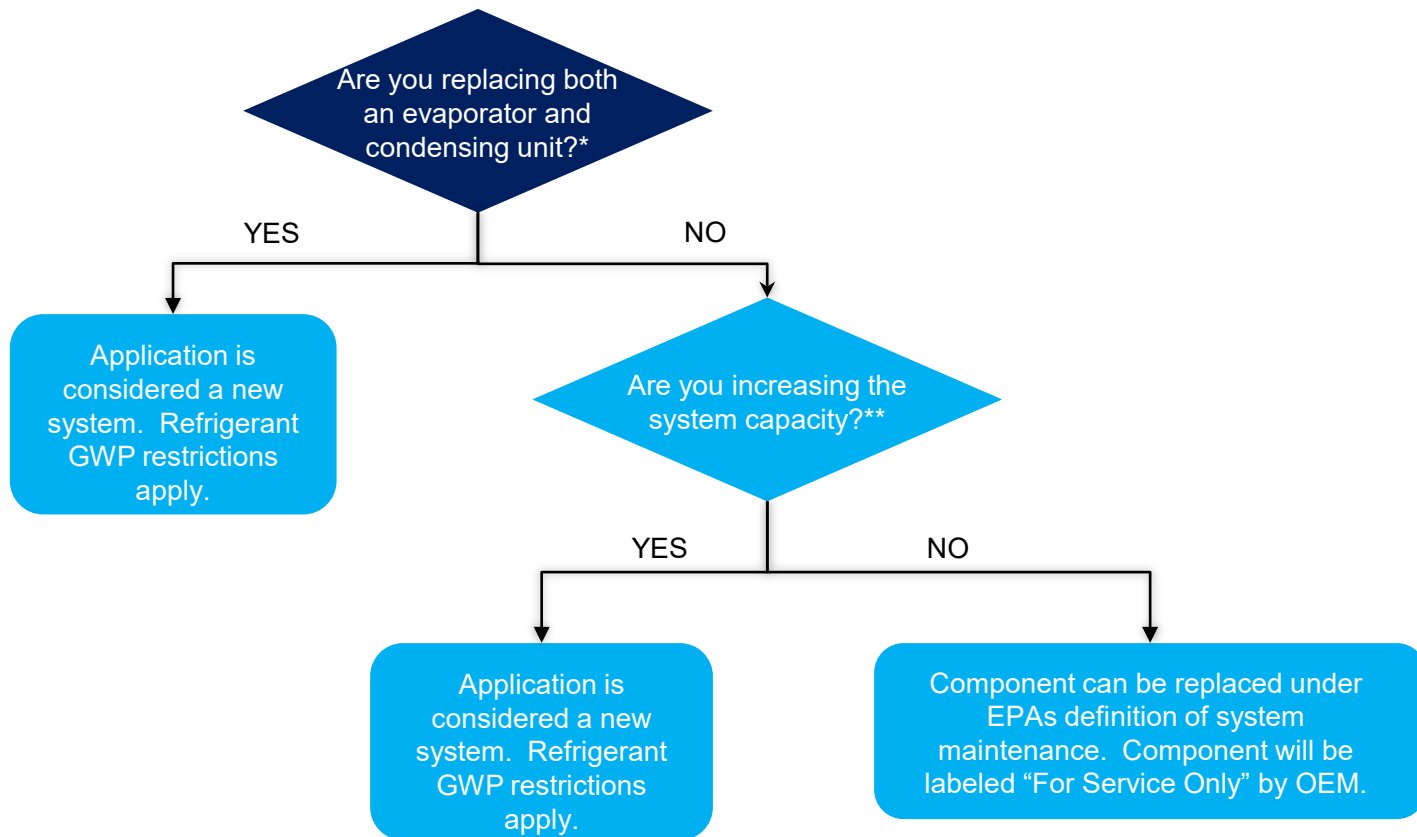 Are you replacing both
an evaporator and
condensing unit?*
YES
NO
Application is
considered a new
system.  Refrigerant
GWP restrictions
apply.
Are you increasing the
system capacity?**
YES
NO
Application is
considered a new
system.  Refrigerant
GWP restrictions
apply.
Component can be replaced under
EPAs definition of system
maintenance.  Component will be
labeled “For Service Only” by OEM.